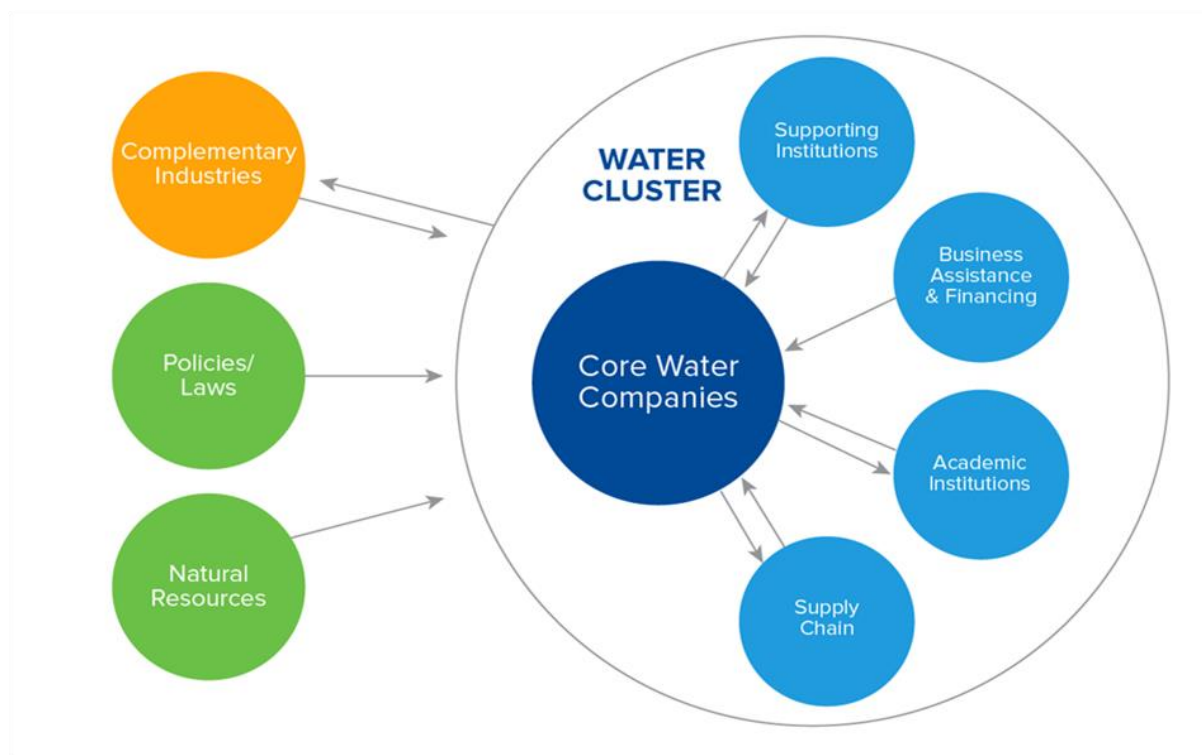 Complementary
Industries
Policies/
Laws
Natural
Resources
WATER
CLUSTER
Core Water
Companies
Supporting
Institutions
Business
Assistance
& Financing
Academic
Institutions
Supply
Chain